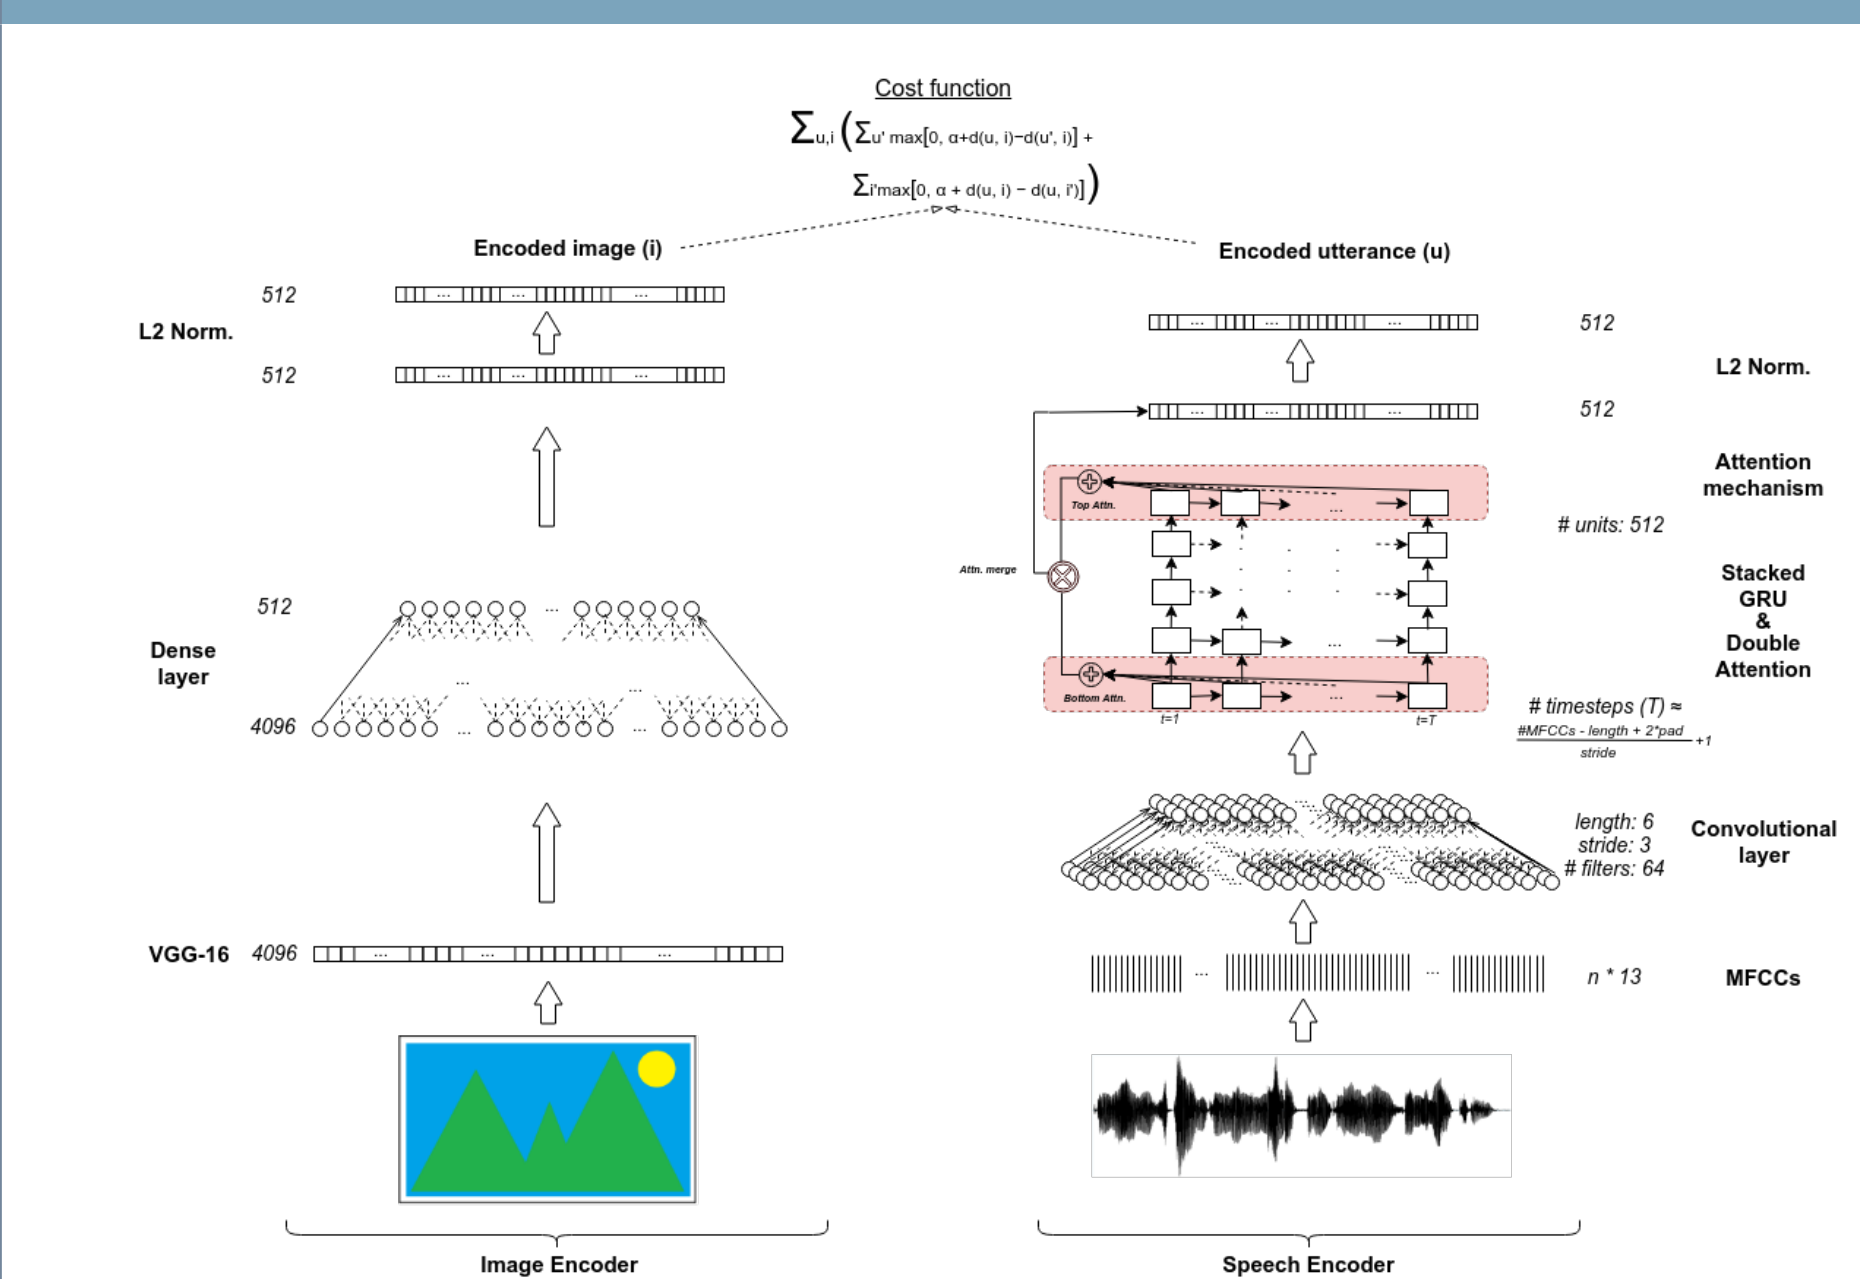 Cost function
Σu,i (Σu' max[0, α+d(u, i)−d(u', i)] +
Σi'max[0, α + d(u, i) − d(u, i')])
Encoded image (i)
512
L2 Norm.
512
512
Dense
layer
4096
VGG-16 4096
Image Encoder
Encoded utterance (u)
512
L2 Norm.
512
Attention
mechanism
Top Attn.
# units: 512
Attn. merge
Stacked
GRU
&
Double
Attention
Bottom Attn.
t=1
t=T
# timesteps (T) ≈
#MFCCs - length + 2*pad
stride
+1
length: 6
stride: 3
# filters: 64
Convolutional
layer
n * 13
MFCCs
Speech Encoder